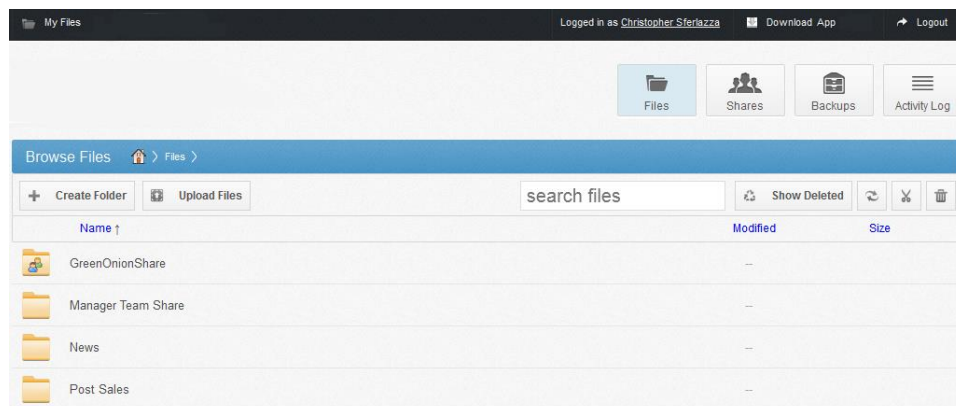 My Files Logged in as Christopher Sferlazza Download App Logout
Files Shares Backups Activity Log
Browse Files 〉 Files 〉
Create Folder Upload Files search files Show Deleted
Name ↑ Modified Size
GreenOnionShare --
Manager Team Share --
News --
Post Sales --